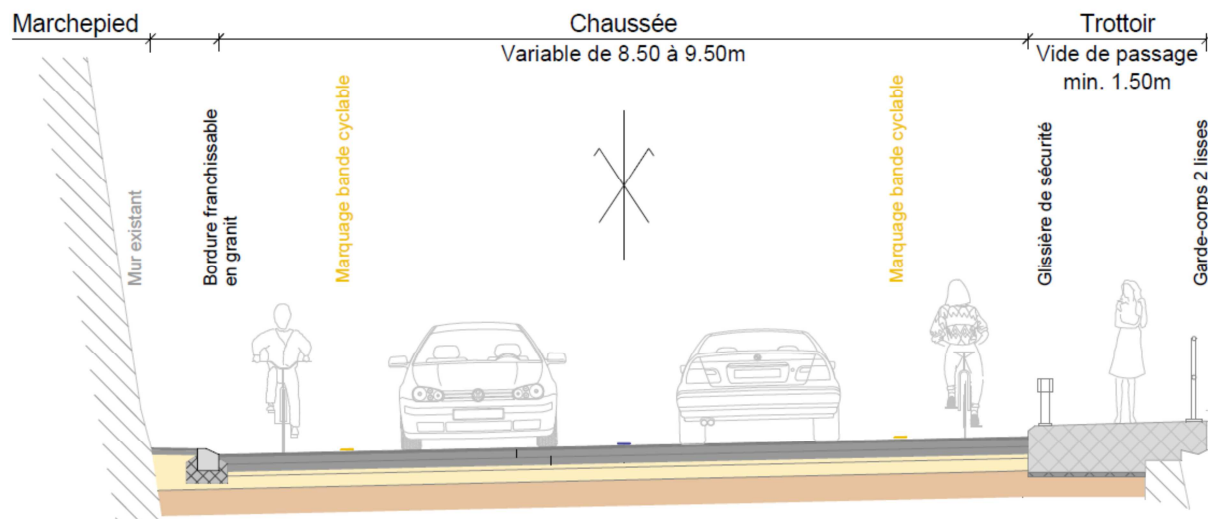 Marchepied
Chaussée
Trottoir
Variable de 8.50 à 9.50m
Vide de passage
min. 1.50m
Mur existant
Bordure franchissable
en granit
Marquage bande cyclable
Marquage bande cyclable
Glissière de sécurité
Garde-corps 2 lisses